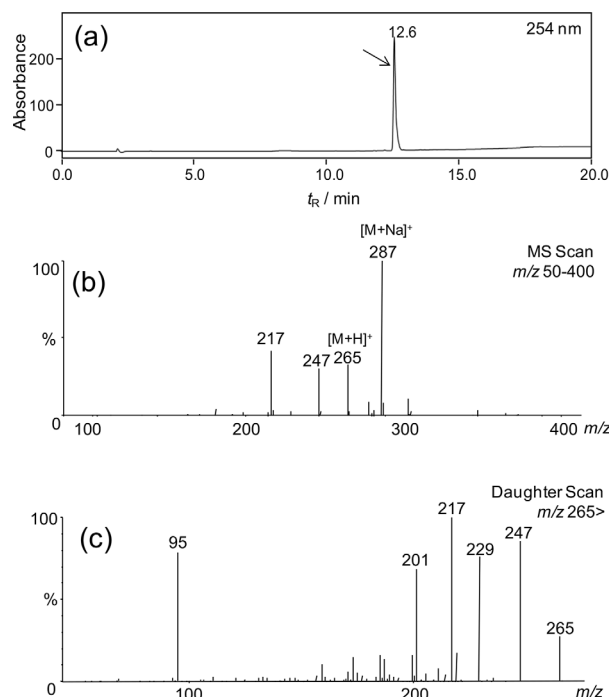 (a)
12.6
254 nm
Absorbance
200
100
0
0.0 5.0 10.0 15.0 20.0
tR / min
(b)
[M+Na]+
287
MS Scan
m/z 50-400
100
%
0
217
247
[M+H]+
265
100 200 300 400 m/z
(c)
Daughter Scan
m/z 265>
100
%
0
95
201
217
229
247
265
100 200 m/z